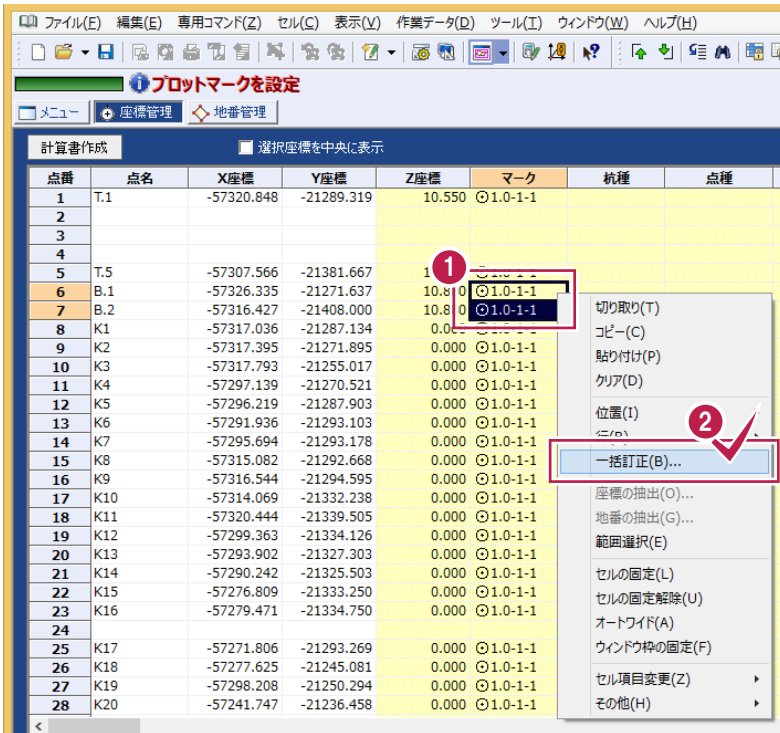 ファイル(F) 編集(E) 専用コマンド(Z) セル(C) 表示(V) 作業データ(D) ツール(T) ウィンドウ(W) ヘルプ(H)
プロットマークを設定
メニュー 座標管理 地番管理
計算書作成 選択座標を中央に表示
点番 点名 X座標 Y座標 Z座標 マーク 杭種 点種
1 T.1 -57320.848 -21289.319 10.550 ⊙1.0-1-1
2
3
4
5 T.5 -57307.566 -21381.667
6 B.1 -57326.335 -21271.637 ⊙1.0-1-1
7 B.2 -57316.427 -21408.000 ⊙1.0-1-1
8 K1 -57317.036 -21287.134 ⊙1.0-1-1
9 K2 -57317.395 -21271.895 0.000 ⊙1.0-1-1
10 K3 -57317.793 -21255.017 0.000 ⊙1.0-1-1
11 K4 -57297.139 -21270.521 0.000 ⊙1.0-1-1
12 K5 -57296.219 -21287.903 0.000 ⊙1.0-1-1
13 K6 -57291.936 -21293.103 0.000 ⊙1.0-1-1
14 K7 -57295.694 -21293.178 0.000 ⊙1.0-1-1
15 K8 -57315.082 -21292.668 0.000 ⊙1.0-1-1
16 K9 -57316.544 -21294.595 0.000 ⊙1.0-1-1
17 K10 -57314.069 -21332.238 0.000 ⊙1.0-1-1
18 K11 -57320.444 -21339.505 0.000 ⊙1.0-1-1
19 K12 -57299.363 -21334.126 0.000 ⊙1.0-1-1
20 K13 -57293.902 -21327.303 0.000 ⊙1.0-1-1
21 K14 -57290.242 -21325.503 0.000 ⊙1.0-1-1
22 K15 -57276.809 -21333.250 0.000 ⊙1.0-1-1
23 K16 -57279.471 -21334.750 0.000 ⊙1.0-1-1
24
25 K17 -57271.806 -21293.269 0.000 ⊙1.0-1-1
26 K18 -57277.625 -21245.081 0.000 ⊙1.0-1-1
27 K19 -57298.208 -21250.294 0.000 ⊙1.0-1-1
28 K20 -57241.747 -21236.458 0.000 ⊙1.0-1-1
1
切り取り(T)
コピー(C)
貼り付け(P)
クリア(D)
位置(I)
2
一括訂正(B)...
座標の抽出(O)...
地番の抽出(G)...
範囲選択(E)
セルの固定(L)
セルの固定解除(U)
オートワイド(A)
ウィンドウ枠の固定(F)
セル項目変更(Z)
その他(H)